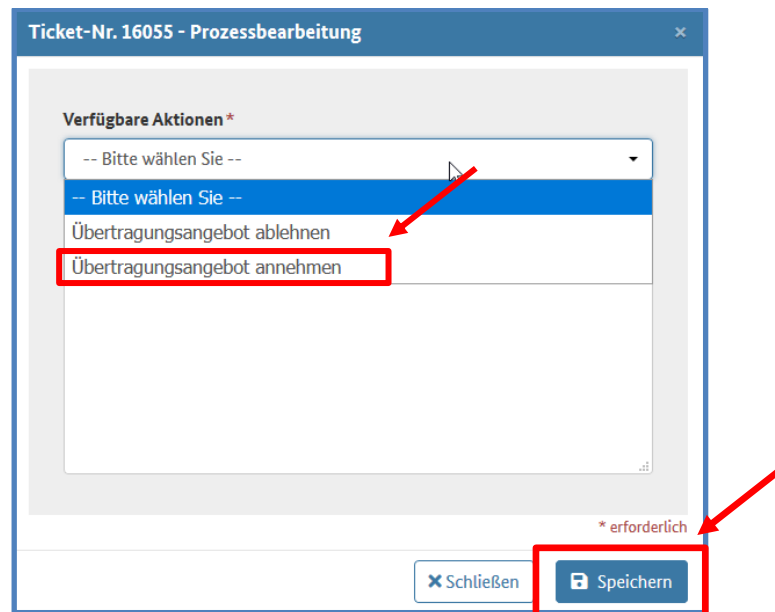 Ticket-Nr. 16055 - Prozessbearbeitung ×
Verfügbare Aktionen *
-- Bitte wählen Sie --
-- Bitte wählen Sie --
Übertragungsangebot ablehnen
Übertragungsangebot annehmen
* erforderlich
Schließen Speichern